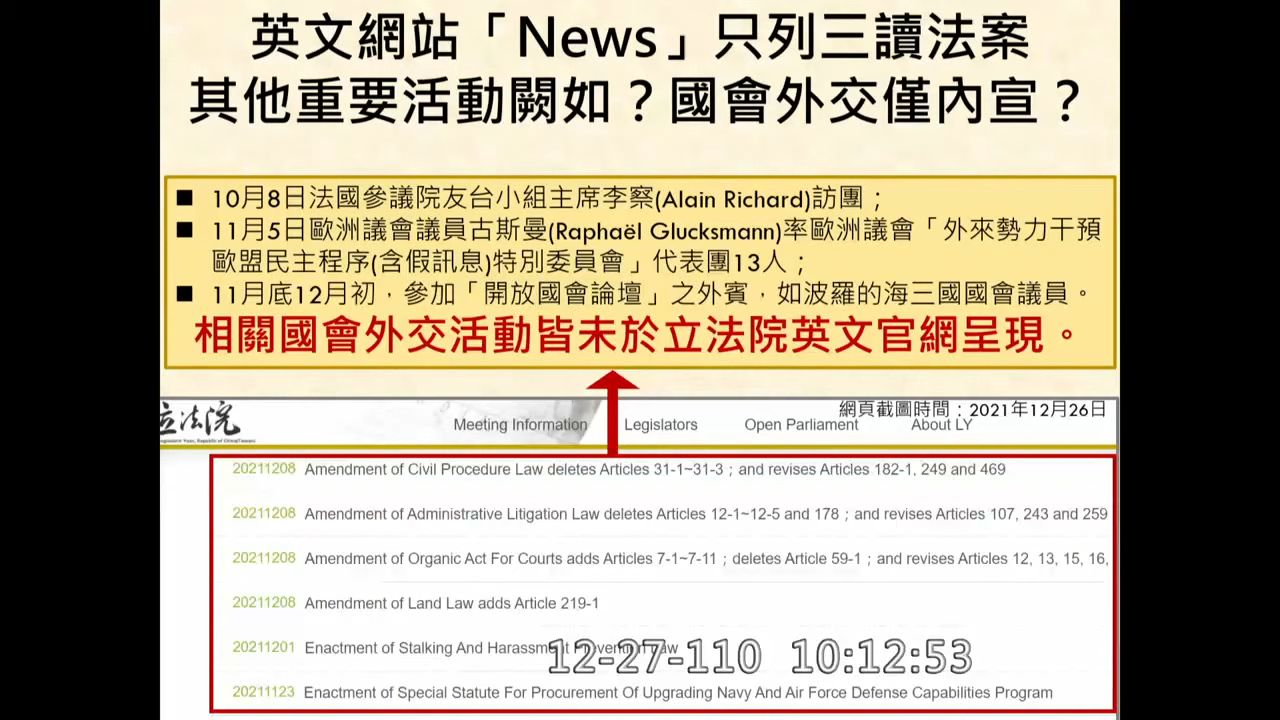 英文網站「News」只列三讀法案
其他重要活動闕如？國會外交僅內宣？
■ 10月8日法國參議院友台小組主席李察(Alain Richard)訪團；
■ 11月5日歐洲議會議員古斯曼(Raphaël Glucksmann)率歐洲議會「外來勢力干預
歐盟民主程序(含假訊息)特別委員會」代表團13人；
■ 11月底12月初，參加「開放國會論壇」之外賓，如波羅的海三國國會議員。
相關國會外交活動皆未於立法院英文官網呈現。
網頁截圖時間：2021年12月26日
立法院
Meeting Information Legislators Open Parliament About LY
20211208 Amendment of Civil Procedure Law deletes Articles 31-1~31-3；and revises Articles 182-1, 249 and 469
20211208 Amendment of Administrative Litigation Law deletes Articles 12-1~12-5 and 178；and revises Articles 107, 243 and 259
20211208 Amendment of Organic Act For Courts adds Articles 7-1~7-11；deletes Article 59-1；and revises Articles 12, 13, 15, 16,
20211208 Amendment of Land Law adds Article 219-1
20211201 Enactment of Stalking And Harassment Prevention Law
12-27-110 10:12:53
20211123 Enactment of Special Statute For Procurement Of Upgrading Navy And Air Force Defense Capabilities Program